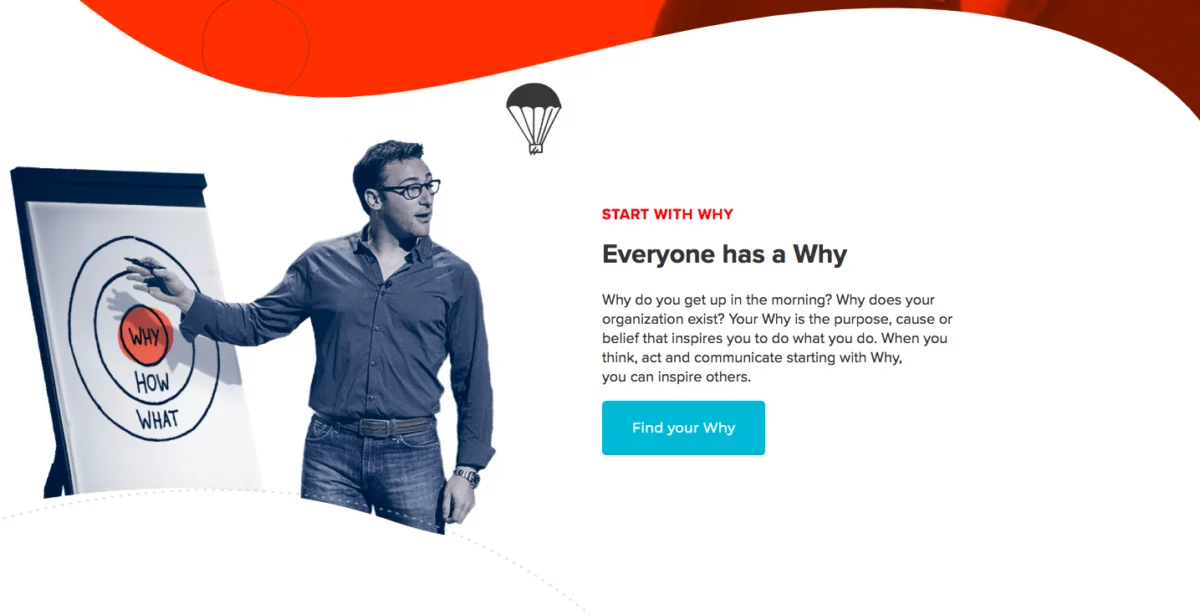 WHY
HOW
WHAT
START WITH WHY
Everyone has a Why
Why do you get up in the morning? Why does your
organization exist? Your Why is the purpose, cause or
belief that inspires you to do what you do. When you
think, act and communicate starting with Why,
you can inspire others.
Find your Why